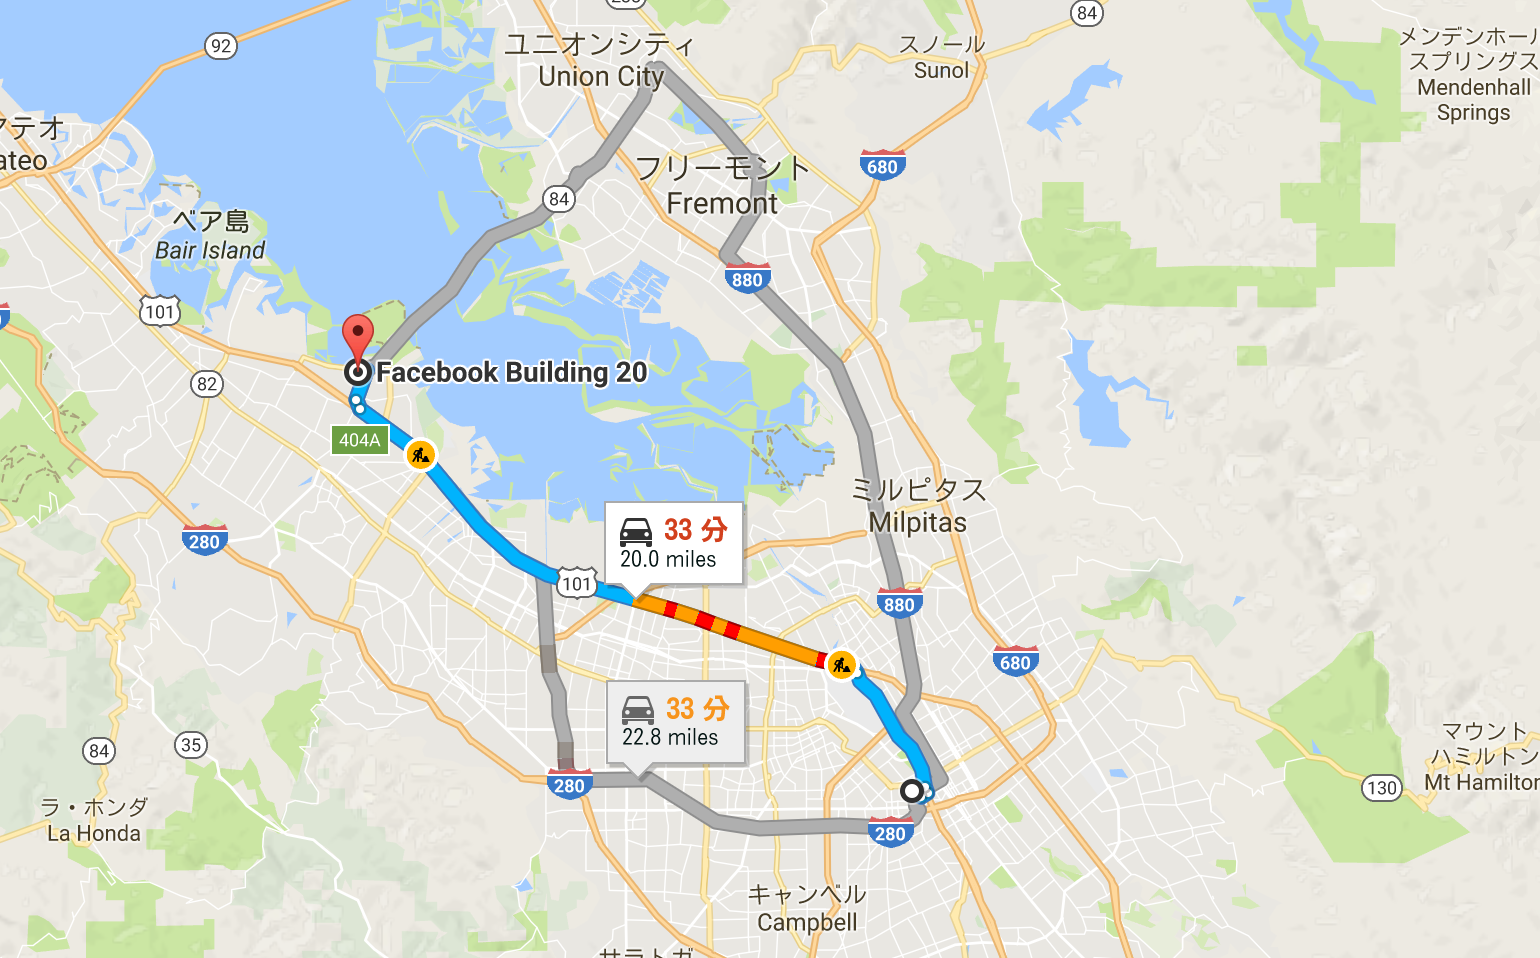 238
84
92
ユニオンシティ
Union City
スノール
Sunol
メンデンホール
スプリングス
Mendenhall
Springs
マテオ
ateo
680
フリーモント
Fremont
84
ベア島
Bair Island
880
101
Facebook Building 20
82
404A
ミルピタス
Milpitas
33 分
20.0 miles
280
101
880
680
33 分
22.8 miles
84
35
マウント
ハミルトン
Mt Hamilton
130
280
ラ・ホンダ
La Honda
280
キャンベル
Campbell
サラトガ